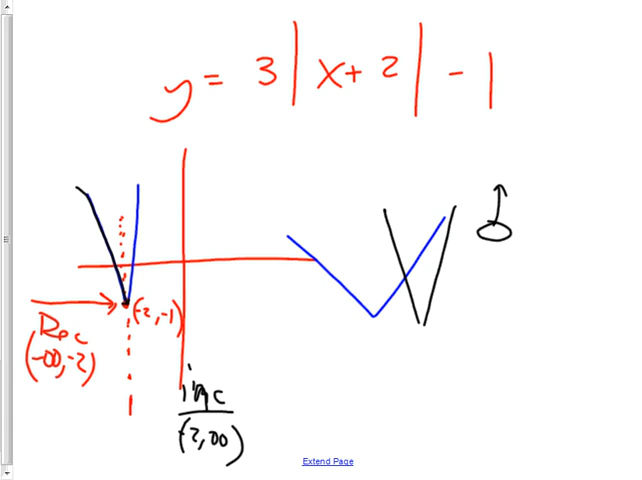 y = 3|x+2| - 1
(-2,-1)
Dec
(-∞,-2)
inc
(-2,∞)
Extend Page